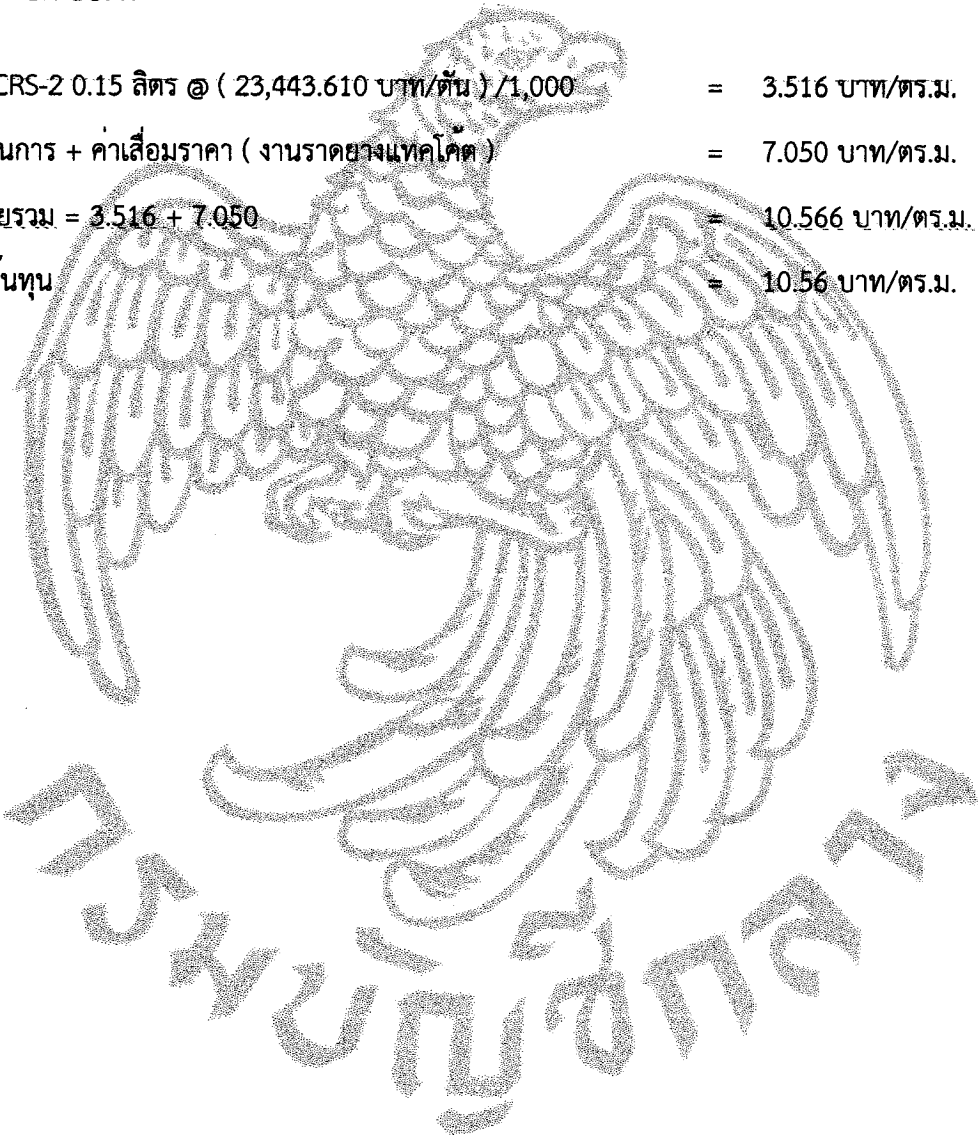 CRS-2 0.15 ลิตร @ ( 23,443.610 บาท/ตัน ) /1,000 = 3.516 บาท/ตร.ม.
นการ + ค่าเสื่อมราคา ( งานราดยางแทคโค้ต ) = 7.050 บาท/ตร.ม.
ยรวม = 3.516 + 7.050 = 10.566 บาท/ตร.ม.
นทุน = 10.56 บาท/ตร.ม.
กรมบัญชีกลาง